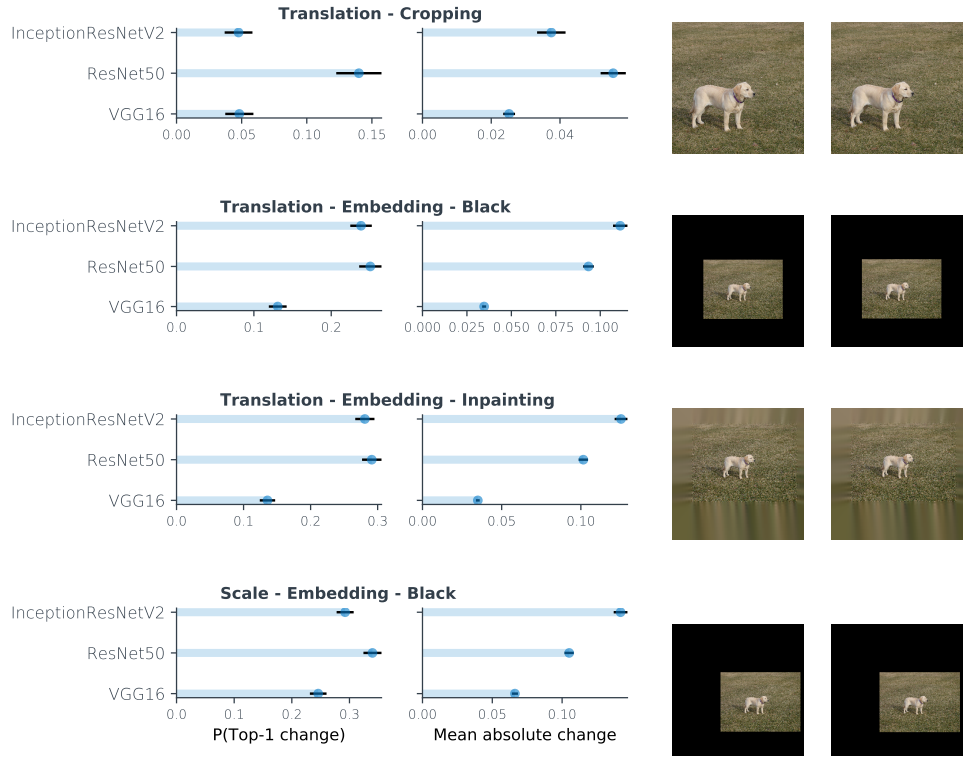 Translation - Cropping
InceptionResNetV2
ResNet50
VGG16
0.00 0.05 0.10 0.15
0.00 0.02 0.04
Translation - Embedding - Black
InceptionResNetV2
ResNet50
VGG16
0.0 0.1 0.2
0.000 0.025 0.050 0.075 0.100
Translation - Embedding - Inpainting
InceptionResNetV2
ResNet50
VGG16
0.0 0.1 0.2 0.3
0.00 0.05 0.10
Scale - Embedding - Black
InceptionResNetV2
ResNet50
VGG16
0.0 0.1 0.2 0.3
0.00 0.05 0.10
P(Top-1 change)
Mean absolute change